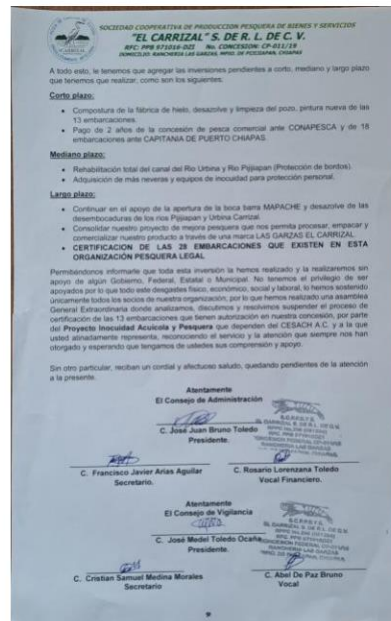 SOCIEDAD COOPERATIVA DE PRODUCCION PESQUERA DE BIENES Y SERVICIOS
"EL CARRIZAL" S. DE R. L. DE C. V.
RFC: PPB 971016-DZI No. CONCESION: CP-011/19
DOMICILIO: RANCHERIA LAS GARZAS, MPIO. DE PIJIJIAPAN, CHIAPAS
A todo esto, le tenemos que agregar las inversiones pendientes a corto, mediano y largo plazo
que tenemos que realizar, como son los siguientes:
Corto plazo:
• Compostura de la fábrica de hielo, desazolve y limpieza del pozo, pintura nueva de las
13 embarcaciones.
• Pago de 2 años de la concesión de pesca comercial ante CONAPESCA y de 18
embarcaciones ante CAPITANIA DE PUERTO CHIAPAS.
Mediano plazo:
• Rehabilitación total del canal del Rio Urbina y Rio Pijijiapan (Protección de bordos).
• Adquisición de más neveras y equipos de inocuidad para protección personal.
Largo plazo:
• Continuar en el apoyo de la apertura de la boca barra MAPACHE y desazolve de las
desembocaduras de los rios Pijijiapan y Urbina Carrizal.
• Consolidar nuestro proyecto de mejora pesquera que nos permita procesar, empacar y
comercializar nuestro producto a través de una marca LAS GARZAS EL CARRIZAL.
• CERTIFICACION DE LAS 28 EMBARCACIONES QUE EXISTEN EN ESTA
ORGANIZACIÓN PESQUERA LEGAL
Permitiéndonos informarle que toda esta inversión la hemos realizado y la realizaremos sin
apoyo de algún Gobierno, Federal, Estatal o Municipal. No tenemos el privilegio de ser
apoyados por lo que todo este desgastes físico, económico, social y laboral, lo hemos sostenido
únicamente todos los socios de nuestra organización, por lo que hemos realizado una asamblea
General Extraordinaria donde analizamos, discutimos y resolvimos suspender el proceso de
certificación de las 13 embarcaciones que tienen autorización en nuestra concesión, por parte
del Proyecto Inocuidad Acuícola y Pesquera que dependen del CESACH A.C. y a la que
usted atinadamente representa, reconociendo el servicio y la atención que siempre nos han
otorgado y esperando que tengamos de ustedes sus comprensión y apoyo.
Sin otro particular, reciban un cordial y afectuoso saludo, quedando pendientes de la atención
a la presente.
Atentamente
El Consejo de Administración
C. José Juan Bruno Toledo
Presidente.
C. Francisco Javier Arias Aguilar
Secretario.
C. Rosario Lorenzana Toledo
Vocal Financiero.
Atentamente
El Consejo de Vigilancia
C. José Medel Toledo Ocaña
Presidente.
C. Cristian Samuel Medina Morales
Secretario
C. Abel De Paz Bruno
Vocal